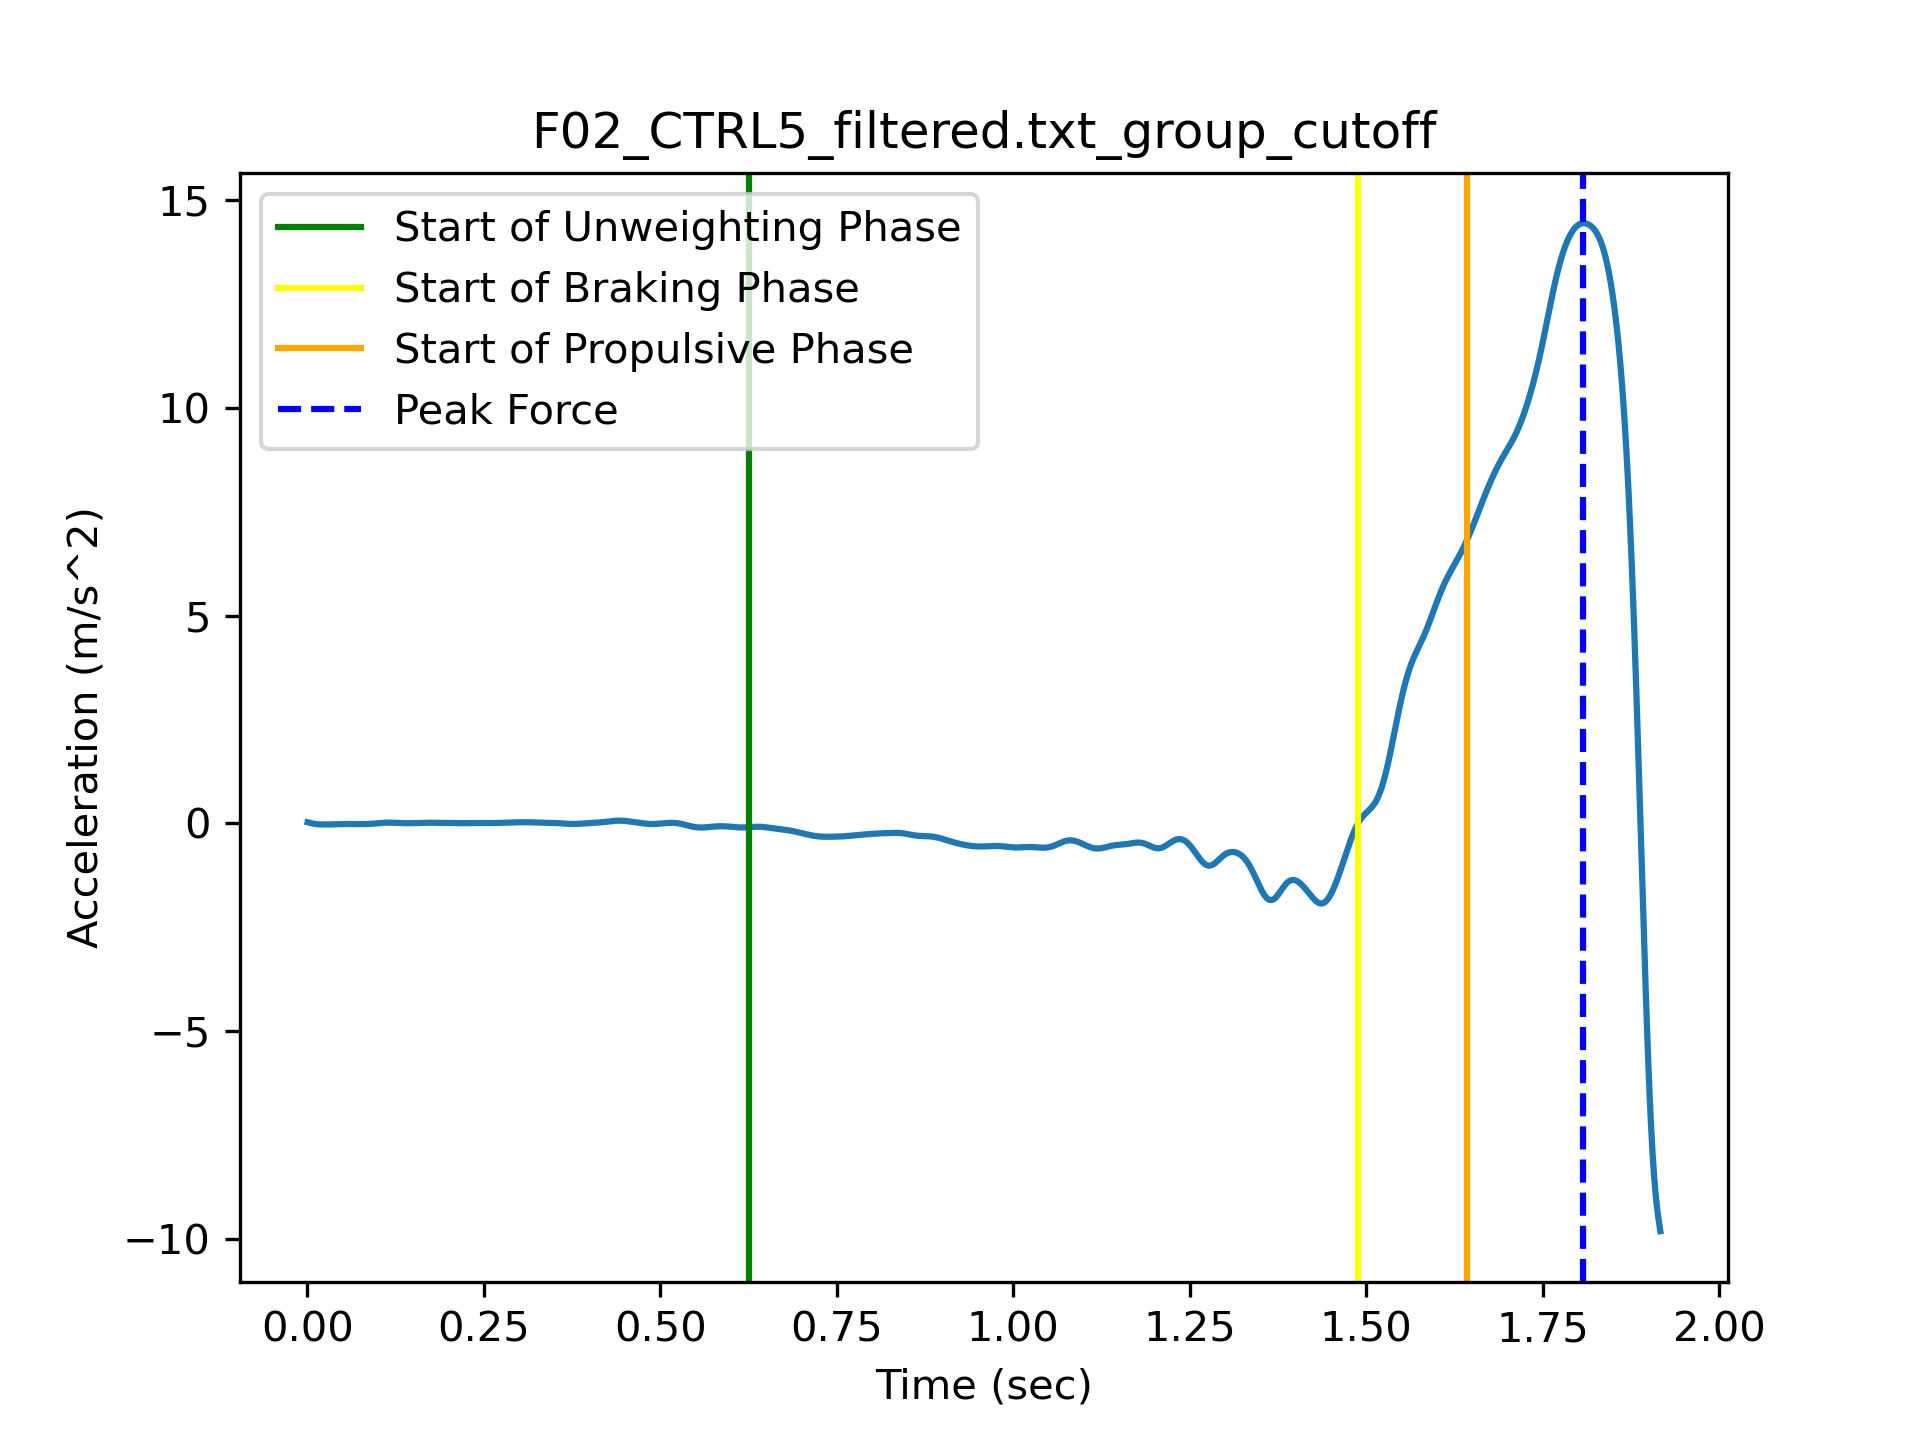 F02_CTRL5_filtered.txt_group_cutoff
Start of Unweighting Phase
Start of Braking Phase
Start of Propulsive Phase
Peak Force
15
10
5
0
−5
−10
Acceleration (m/s^2)
0.00 0.25 0.50 0.75 1.00 1.25 1.50 1.75 2.00
Time (sec)